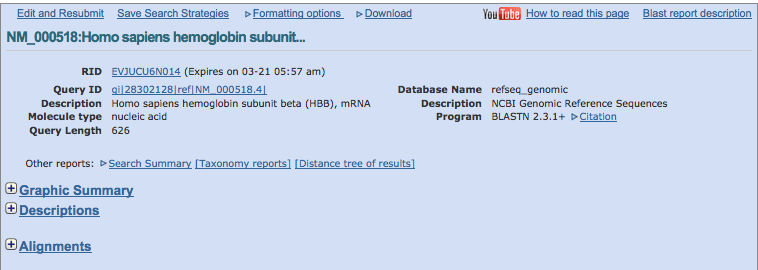 Edit and Resubmit Save Search Strategies Formatting options Download YouTube How to read this page Blast report description
NM_000518:Homo sapiens hemoglobin subunit...
RID EVJUCU6N014 (Expires on 03-21 05:57 am)
Query ID gi|28302128|ref|NM_000518.4| Database Name refseq_genomic
Description Homo sapiens hemoglobin subunit beta (HBB), mRNA Description NCBI Genomic Reference Sequences
Molecule type nucleic acid Program BLASTN 2.3.1+ Citation
Query Length 626
Other reports: Search Summary [Taxonomy reports] [Distance tree of results]
Graphic Summary
Descriptions
Alignments